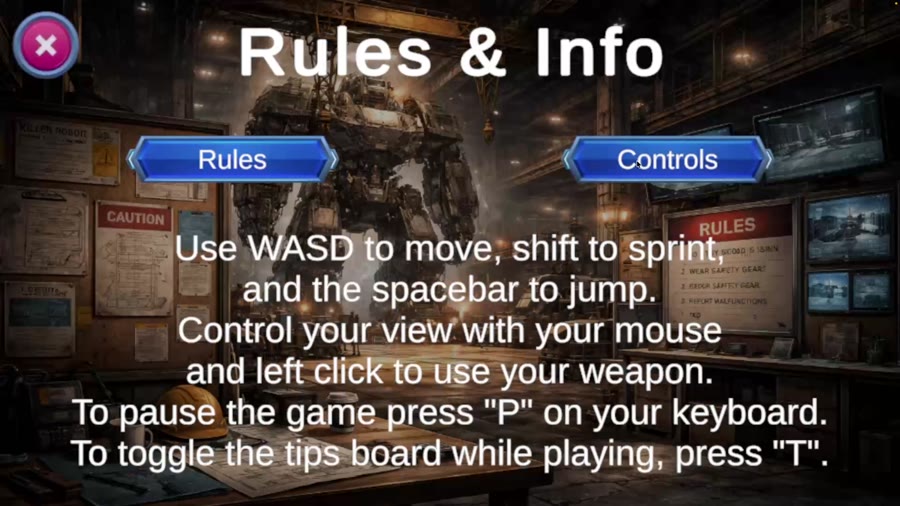 Rules & Info
Rules
Controls
KILLER ROBOT
CAUTION
RULES
Use WASD to move, shift to sprint,
and the spacebar to jump.
Control your view with your mouse
and left click to use your weapon.
To pause the game press "P" on your keyboard.
To toggle the tips board while playing, press "T".